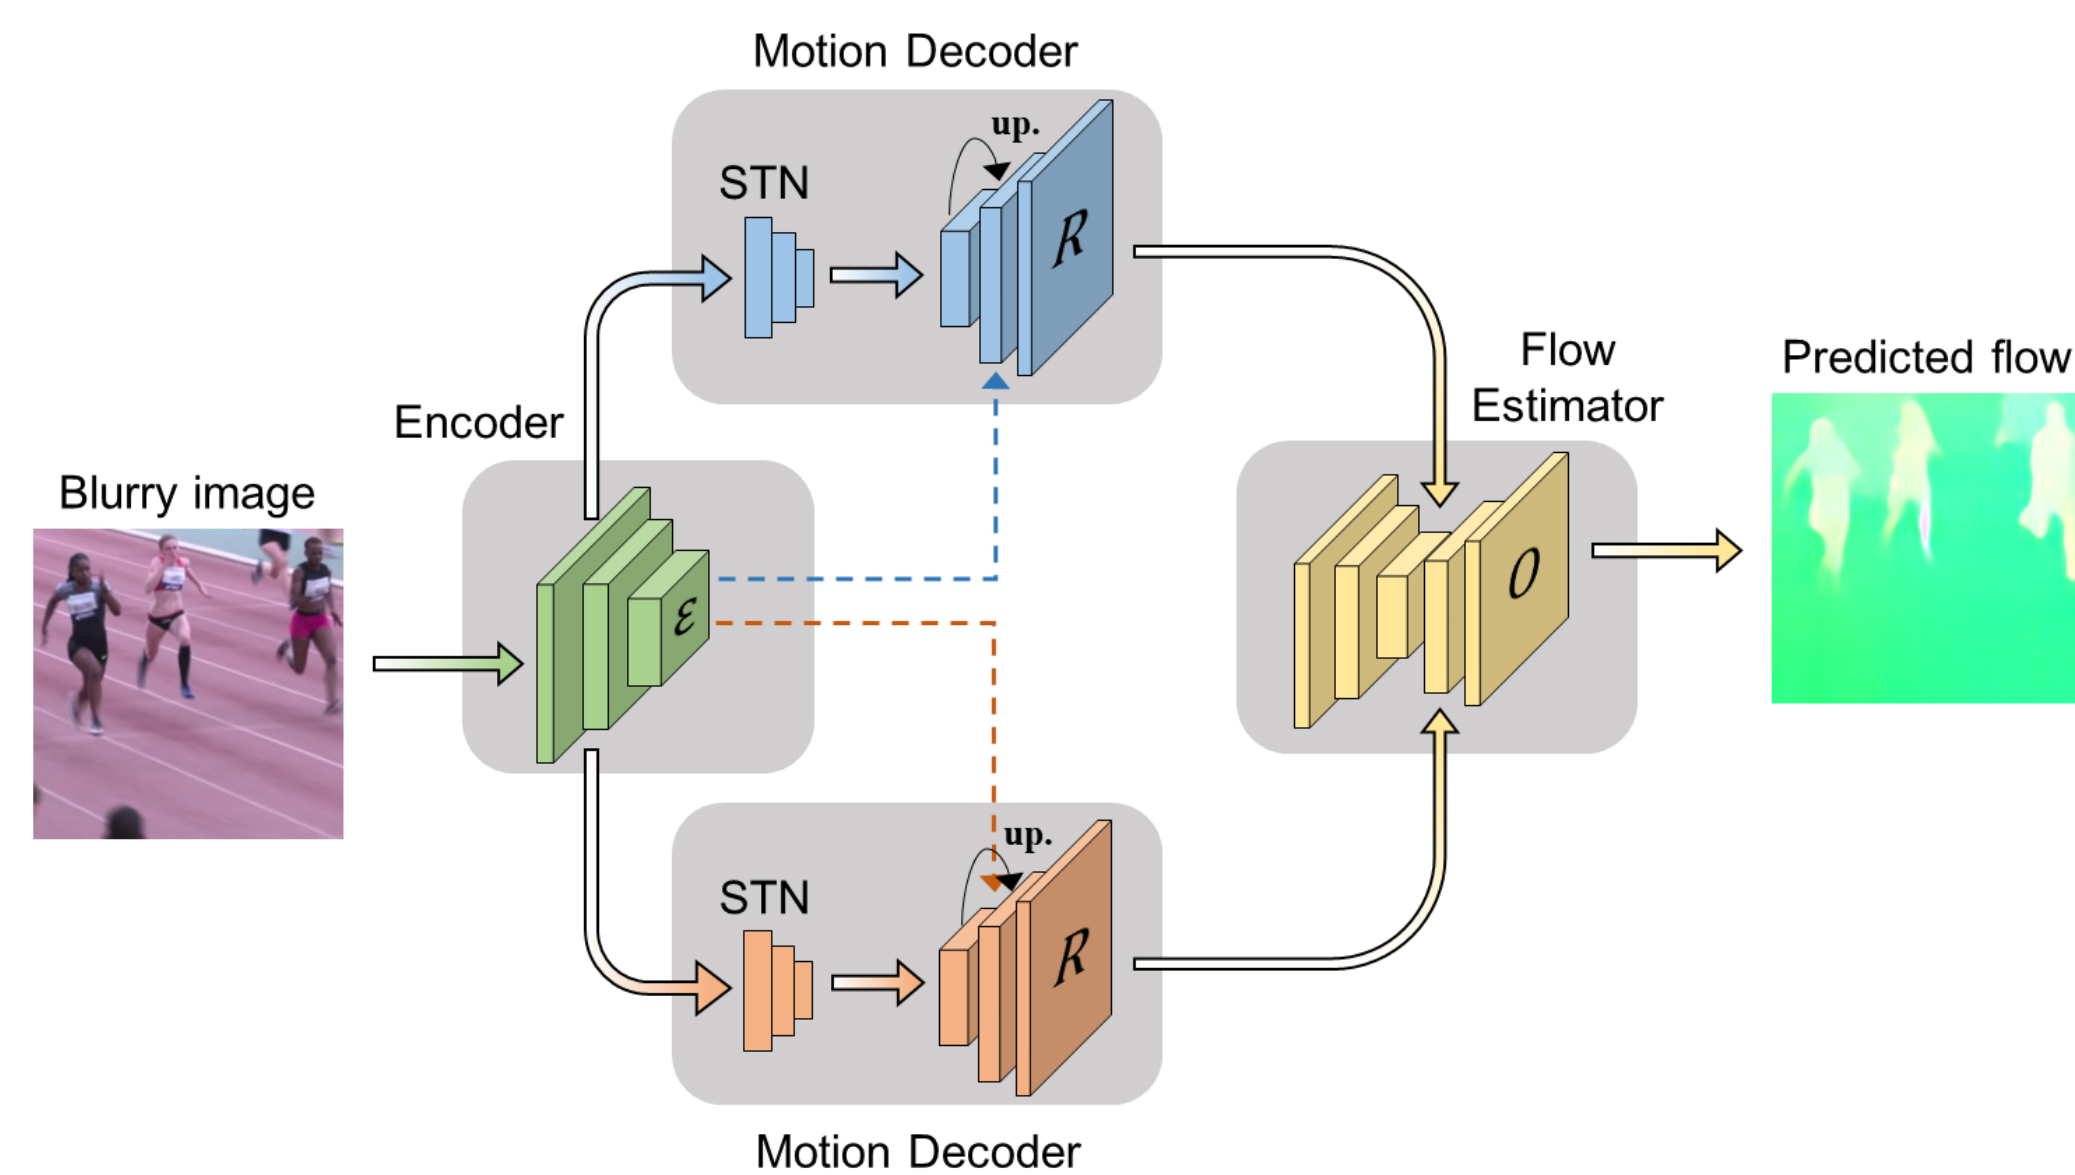 Motion Decoder
up.
STN
R
Flow
Estimator
Predicted flow
Encoder
Blurry image
ε
O
up.
STN
R
Motion Decoder